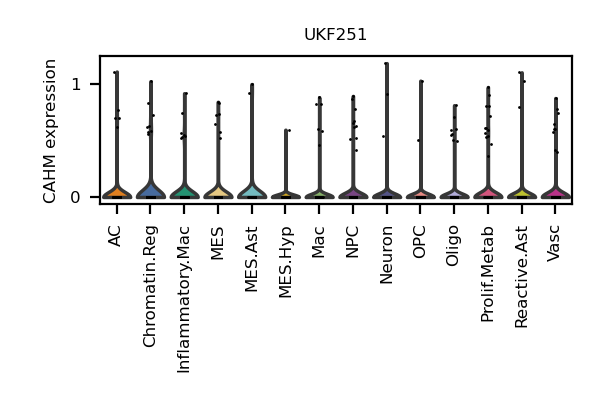 UKF251
CAHM expression
1
0
AC
Chromatin.Reg
Inflammatory.Mac
MES
MES.Ast
MES.Hyp
Mac
NPC
Neuron
OPC
Oligo
Prolif.Metab
Reactive.Ast
Vasc